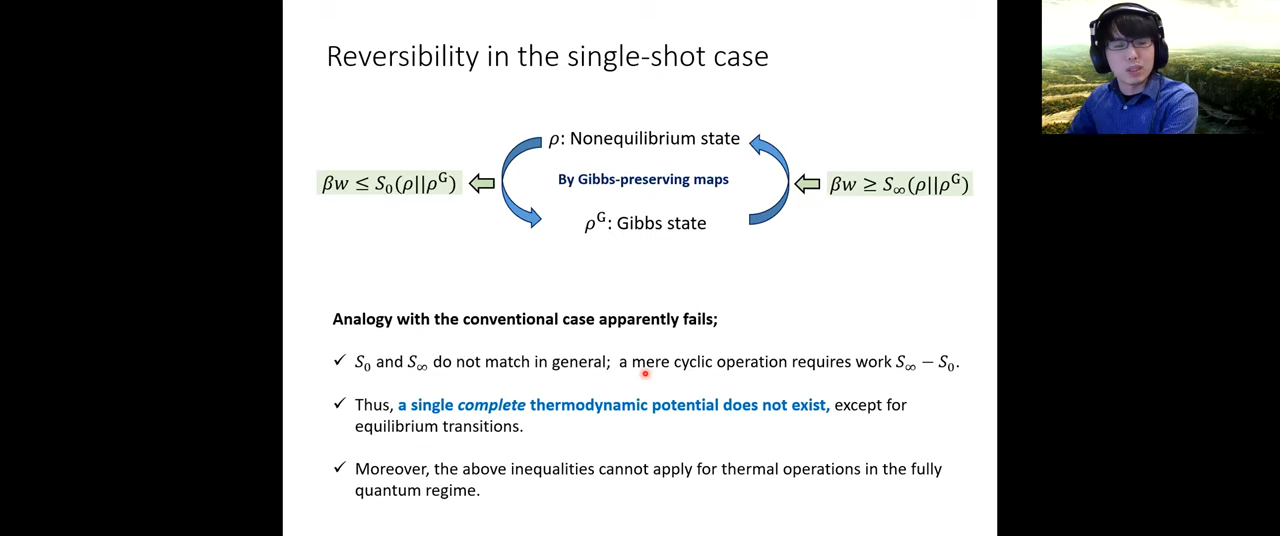 Reversibility in the single-shot case
ρ: Nonequilibrium state
βw ≤ S₀(ρ||ρᴳ)
By Gibbs-preserving maps
βw ≥ S∞(ρ||ρᴳ)
ρᴳ: Gibbs state
Analogy with the conventional case apparently fails;
✓ S₀ and S∞ do not match in general; a mere cyclic operation requires work S∞ − S₀.
✓ Thus, a single complete thermodynamic potential does not exist, except for
equilibrium transitions.
✓ Moreover, the above inequalities cannot apply for thermal operations in the fully
quantum regime.